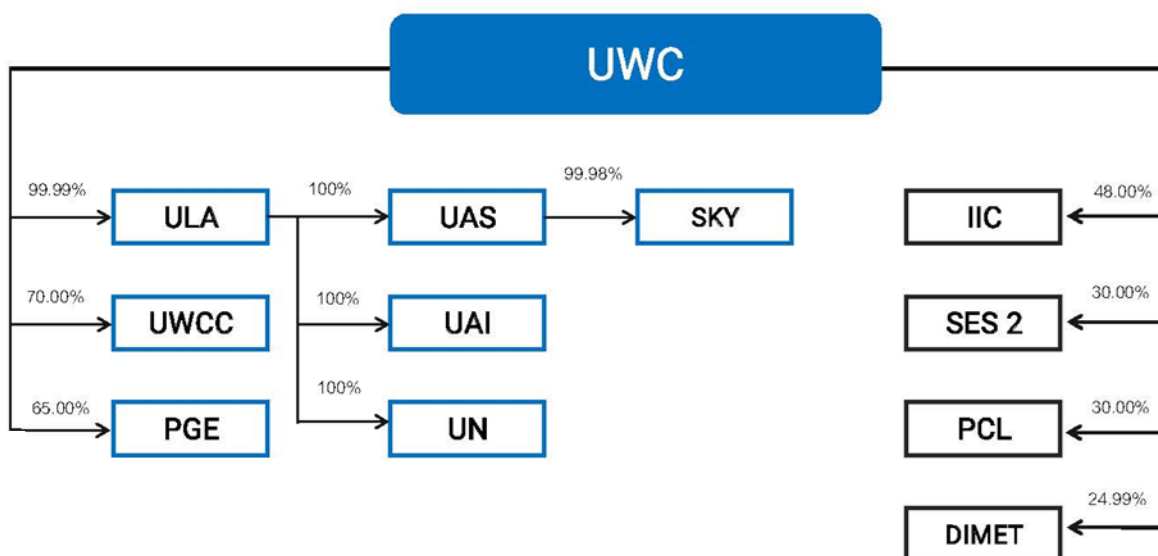 UWC
99.99%
ULA
100%
UAS
99.98%
SKY
48.00%
IIC
70.00%
UWCC
100%
UAI
30.00%
SES 2
65.00%
PGE
100%
UN
30.00%
PCL
24.99%
DIMET